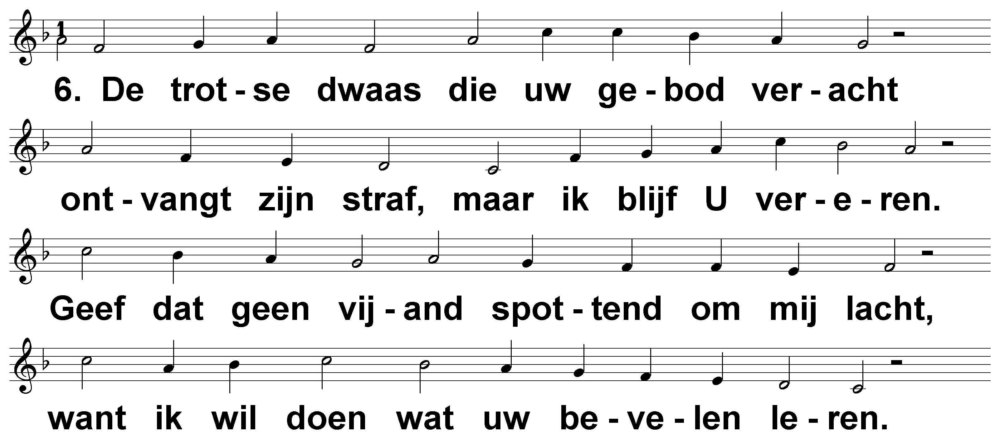 6. De trot - se dwaas die uw ge - bod ver - acht
ont - vangt zijn straf, maar ik blijf U ver - e - ren.
Geef dat geen vij - and spot - tend om mij lacht,
want ik wil doen wat uw be - ve - len le - ren.